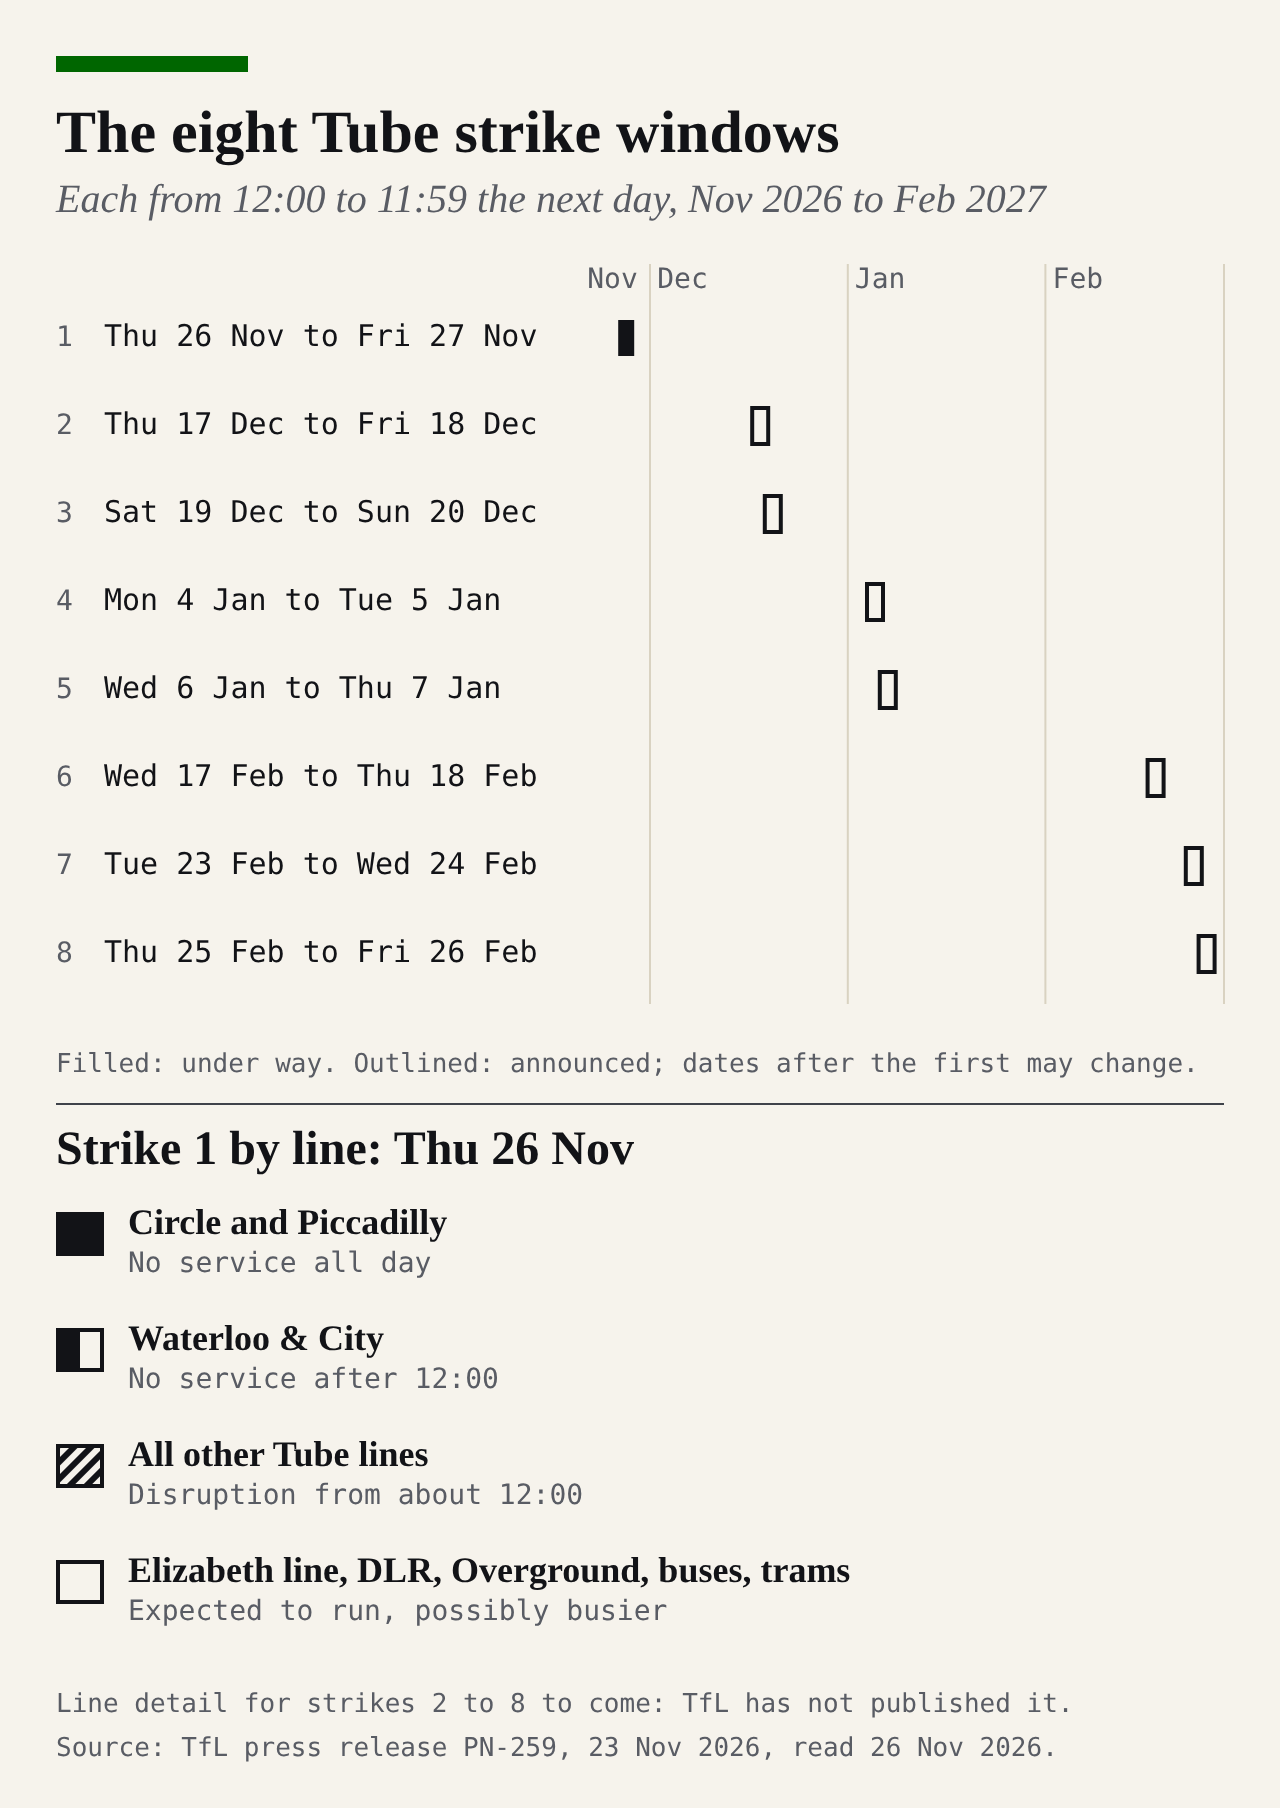 The eight Tube strike windows
Each from 12:00 to 11:59 the next day, Nov 2026 to Feb 2027
Nov Dec Jan Feb
1 Thu 26 Nov to Fri 27 Nov
2 Thu 17 Dec to Fri 18 Dec
3 Sat 19 Dec to Sun 20 Dec
4 Mon 4 Jan to Tue 5 Jan
5 Wed 6 Jan to Thu 7 Jan
6 Wed 17 Feb to Thu 18 Feb
7 Tue 23 Feb to Wed 24 Feb
8 Thu 25 Feb to Fri 26 Feb
Filled: under way. Outlined: announced; dates after the first may change.
Strike 1 by line: Thu 26 Nov
Circle and Piccadilly
No service all day
Waterloo & City
No service after 12:00
All other Tube lines
Disruption from about 12:00
Elizabeth line, DLR, Overground, buses, trams
Expected to run, possibly busier
Line detail for strikes 2 to 8 to come: TfL has not published it.
Source: TfL press release PN-259, 23 Nov 2026, read 26 Nov 2026.